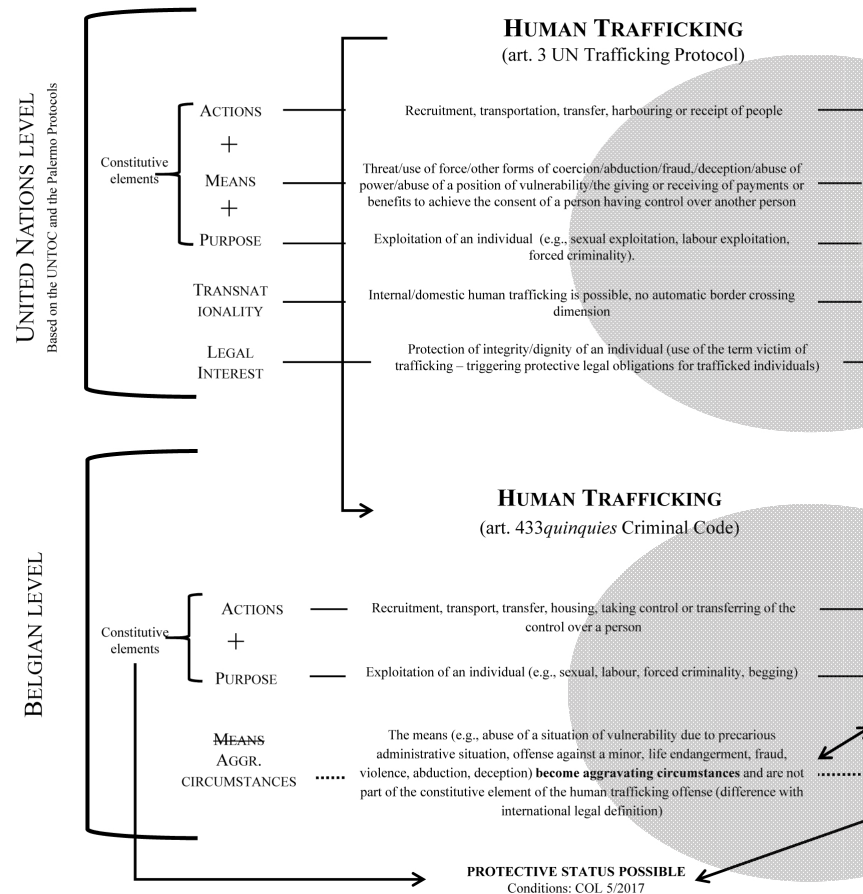 HUMAN TRAFFICKING
(art. 3 UN Trafficking Protocol)
UNITED NATIONS LEVEL
Based on the UNTOC and the Palermo Protocols
Constitutive
elements
ACTIONS
Recruitment, transportation, transfer, harbouring or receipt of people
+
MEANS
Threat/use of force/other forms of coercion/abduction/fraud,/deception/abuse of
power/abuse of a position of vulnerability/the giving or receiving of payments or
benefits to achieve the consent of a person having control over another person
+
PURPOSE
Exploitation of an individual (e.g., sexual exploitation, labour exploitation,
forced criminality).
TRANSNAT
IONALITY
Internal/domestic human trafficking is possible, no automatic border crossing
dimension
LEGAL
INTEREST
Protection of integrity/dignity of an individual (use of the term victim of
trafficking – triggering protective legal obligations for trafficked individuals)
HUMAN TRAFFICKING
(art. 433quinquies Criminal Code)
BELGIAN LEVEL
Constitutive
elements
ACTIONS
Recruitment, transport, transfer, housing, taking control or transferring of the
control over a person
+
PURPOSE
Exploitation of an individual (e.g., sexual, labour, forced criminality, begging)
MEANS
AGGR.
CIRCUMSTANCES
The means (e.g., abuse of a situation of vulnerability due to precarious
administrative situation, offense against a minor, life endangerment, fraud,
violence, abduction, deception) become aggravating circumstances and are not
part of the constitutive element of the human trafficking offense (difference with
international legal definition)
PROTECTIVE STATUS POSSIBLE
Conditions: COL 5/2017